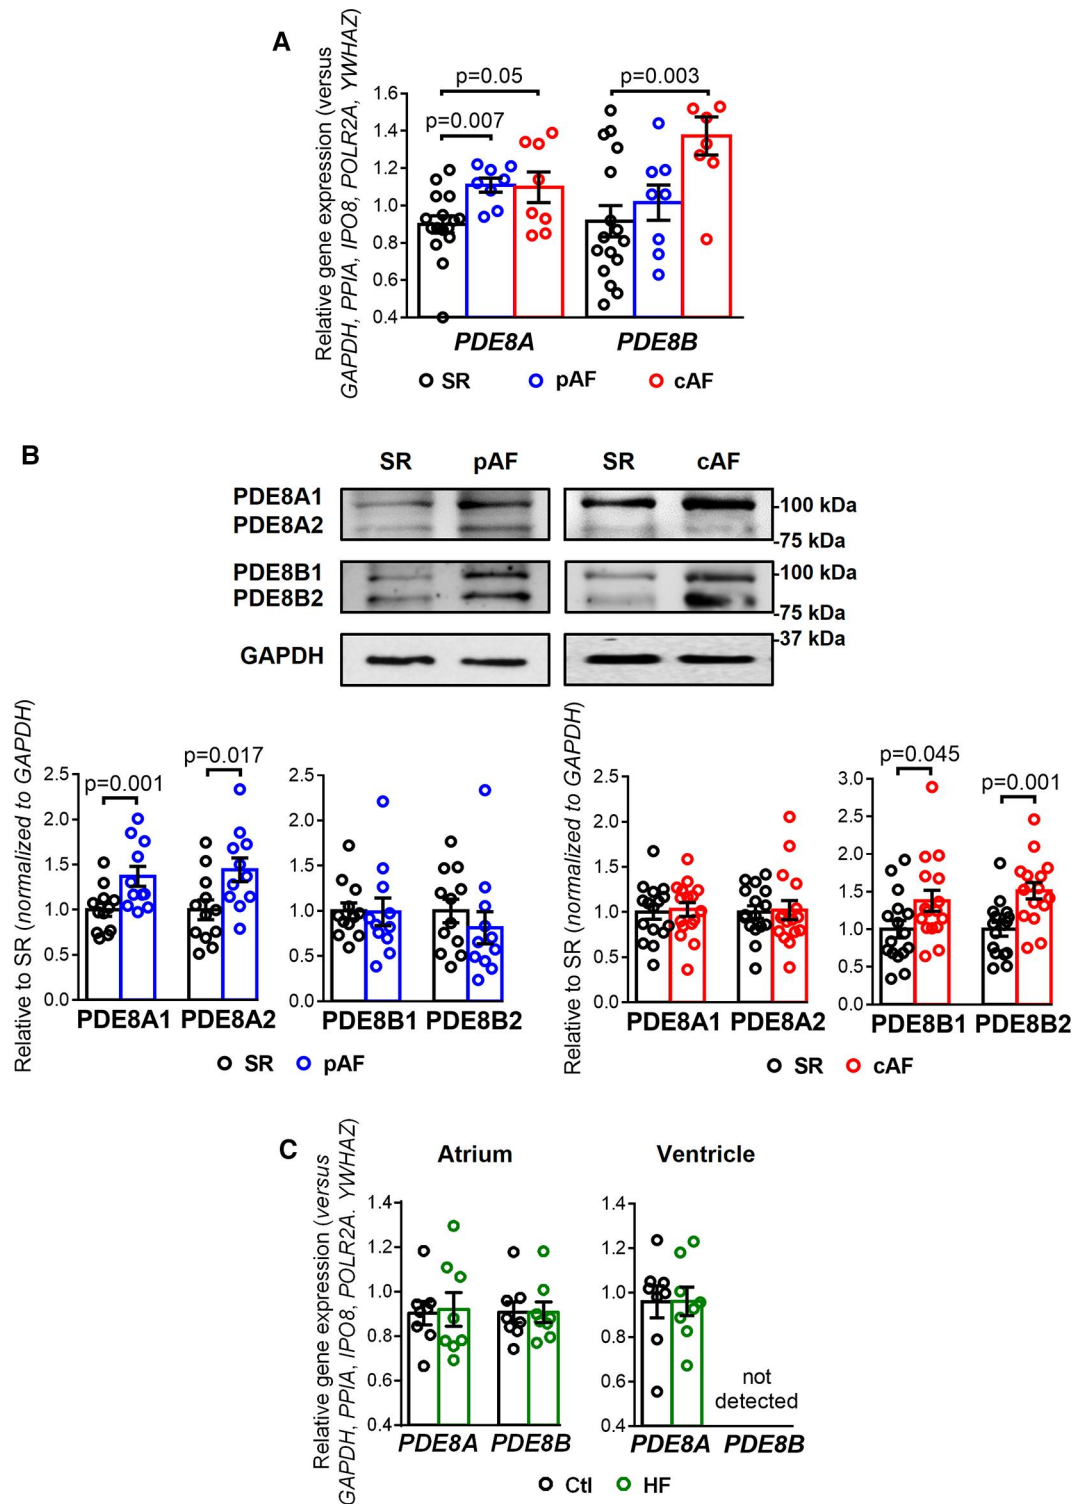 A
Relative gene expression (versus
GAPDH, PPIA, IPO8, POLR2A, YWHAZ)
p=0.05
p=0.003
p=0.007
1.6
1.4
1.2
1.0
0.8
0.6
0.4
PDE8A
PDE8B
SR
pAF
cAF
B
SR
pAF
SR
cAF
PDE8A1
PDE8A2
-100 kDa
-75 kDa
PDE8B1
PDE8B2
-100 kDa
-75 kDa
GAPDH
-37 kDa
Relative to SR (normalized to GAPDH)
p=0.001
p=0.017
2.5
2.0
1.5
1.0
0.5
0.0
PDE8A1
PDE8A2
2.5
2.0
1.5
1.0
0.5
0.0
PDE8B1
PDE8B2
SR
pAF
Relative to SR (normalized to GAPDH)
2.5
2.0
1.5
1.0
0.5
0.0
PDE8A1
PDE8A2
p=0.045
p=0.001
3.0
2.0
1.5
1.0
0.5
0.0
PDE8B1
PDE8B2
SR
cAF
C
Relative gene expression (versus
GAPDH, PPIA, IPO8, POLR2A. YWHAZ)
Atrium
1.4
1.2
1.0
0.8
0.6
0.4
PDE8A
PDE8B
Ventricle
1.4
1.2
1.0
0.8
0.6
0.4
not
detected
PDE8A
PDE8B
Ctl
HF